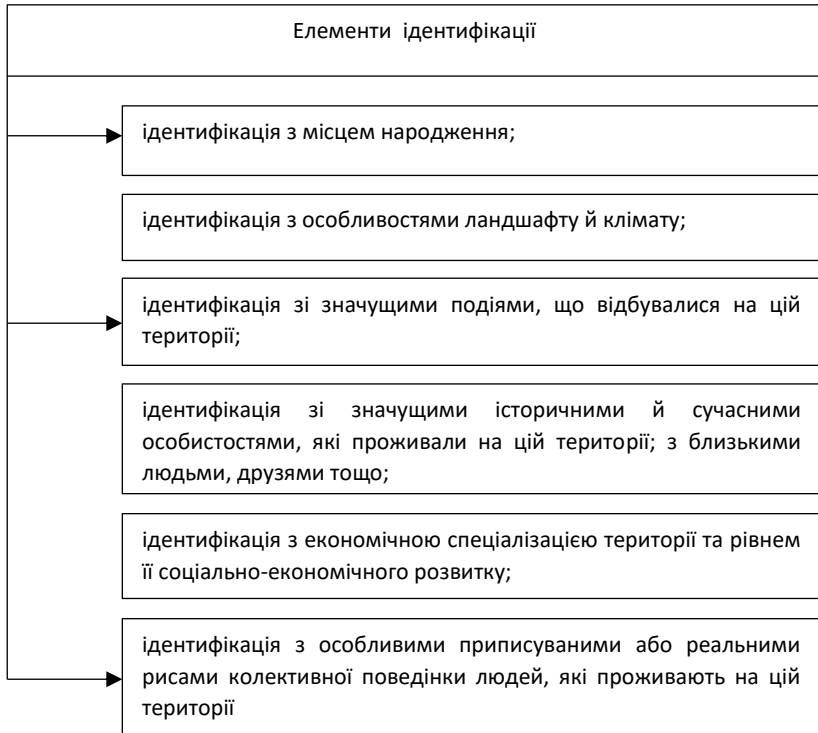 Елементи ідентифікації
ідентифікація з місцем народження;
ідентифікація з особливостями ландшафту й клімату;
ідентифікація зі значущими подіями, що відбувалися на цій
території;
ідентифікація зі значущими історичними й сучасними
особистостями, які проживали на цій території; з близькими
людьми, друзями тощо;
ідентифікація з економічною спеціалізацією території та рівнем
її соціально-економічного розвитку;
ідентифікація з особливими приписуваними або реальними
рисами колективної поведінки людей, які проживають на цій
території